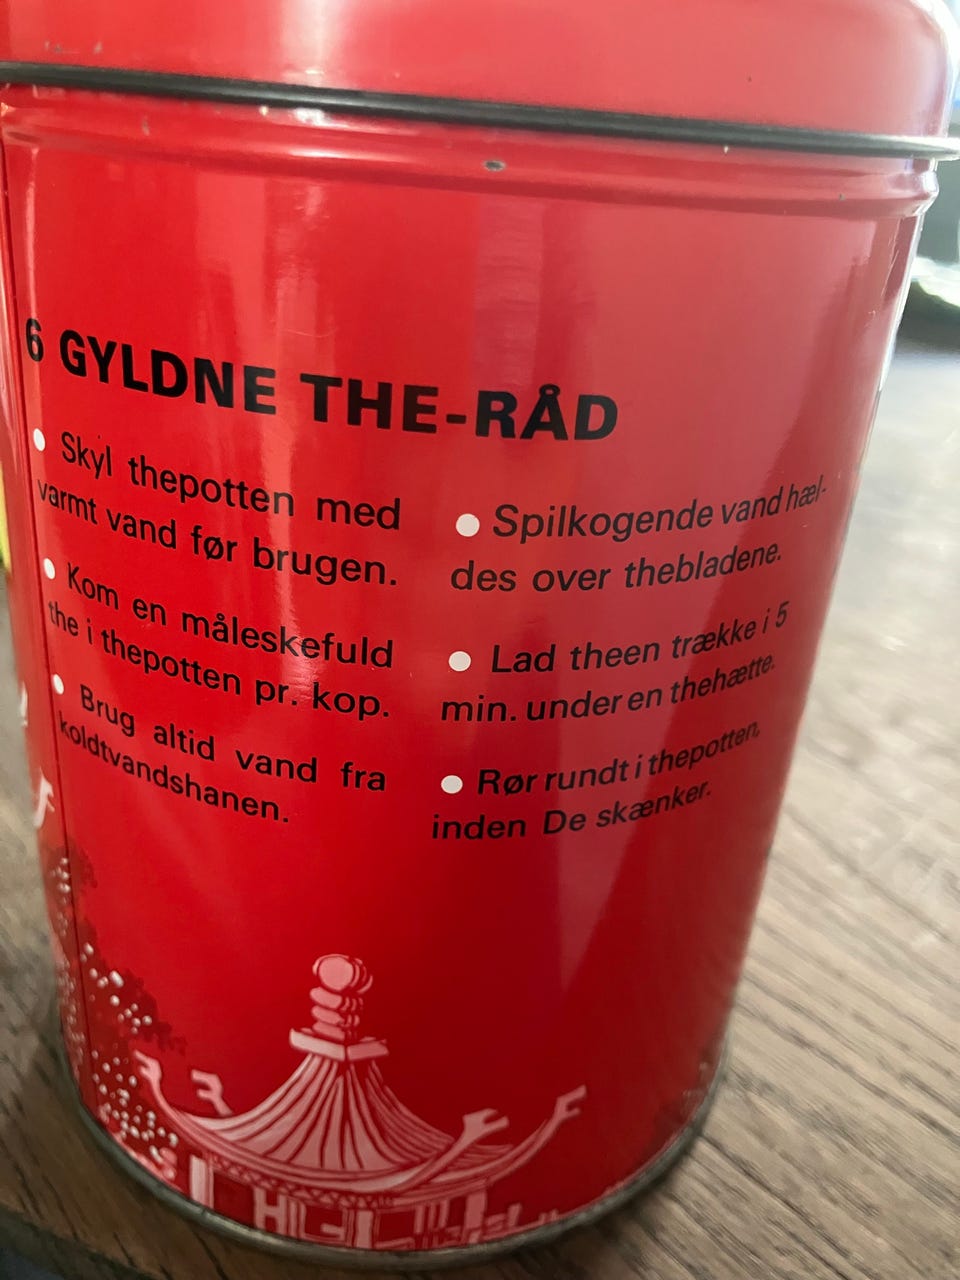 6 GYLDNE THE-RÅD
● Skyl thepotten med
varmt vand før brugen.
● Kom en måleskefuld
the i thepotten pr. kop.
● Brug altid vand fra
koldtvandshanen.
● Spilkogende vand hæl-
des over thebladene.
● Lad theen trække i 5
min. under en thehætte.
● Rør rundt i thepotten,
inden De skænker.